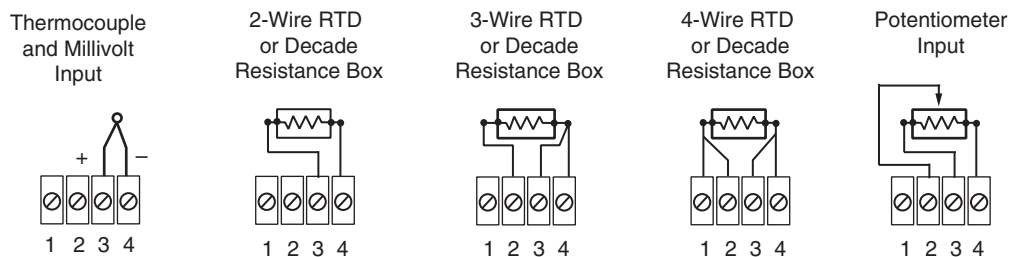 Thermocouple
and Millivolt
Input
2-Wire RTD
or Decade
Resistance Box
3-Wire RTD
or Decade
Resistance Box
4-Wire RTD
or Decade
Resistance Box
Potentiometer
Input
+ –
1 2 3 4
1 2 3 4
1 2 3 4
1 2 3 4
1 2 3 4